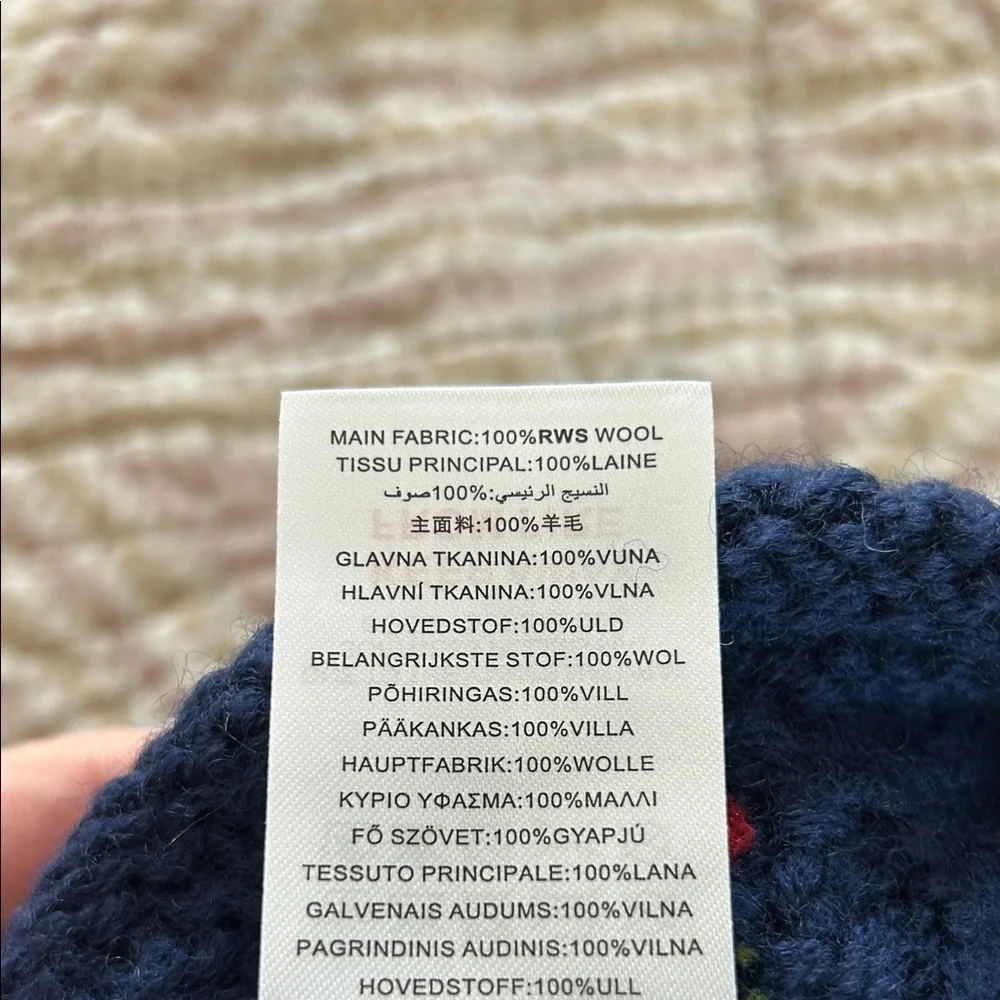 MAIN FABRIC:100%RWS WOOL
TISSU PRINCIPAL:100%LAINE
النسيج الرئيسي:100%صوف
主面料:100%羊毛
GLAVNA TKANINA:100%VUNA
HLAVNÍ TKANINA:100%VLNA
HOVEDSTOF:100%ULD
BELANGRIJKSTE STOF:100%WOL
PÕHIRINGAS:100%VILL
PÄÄKANKAS:100%VILLA
HAUPTFABRIK:100%WOLLE
ΚΥΡΙΟ ΥΦΑΣΜΑ:100%ΜΑΛΛΙ
FŐ SZÖVET:100%GYAPJÚ
TESSUTO PRINCIPALE:100%LANA
GALVENAIS AUDUMS:100%VILNA
PAGRINDINIS AUDINIS:100%VILNA
HOVEDSTOFF:100%ULL